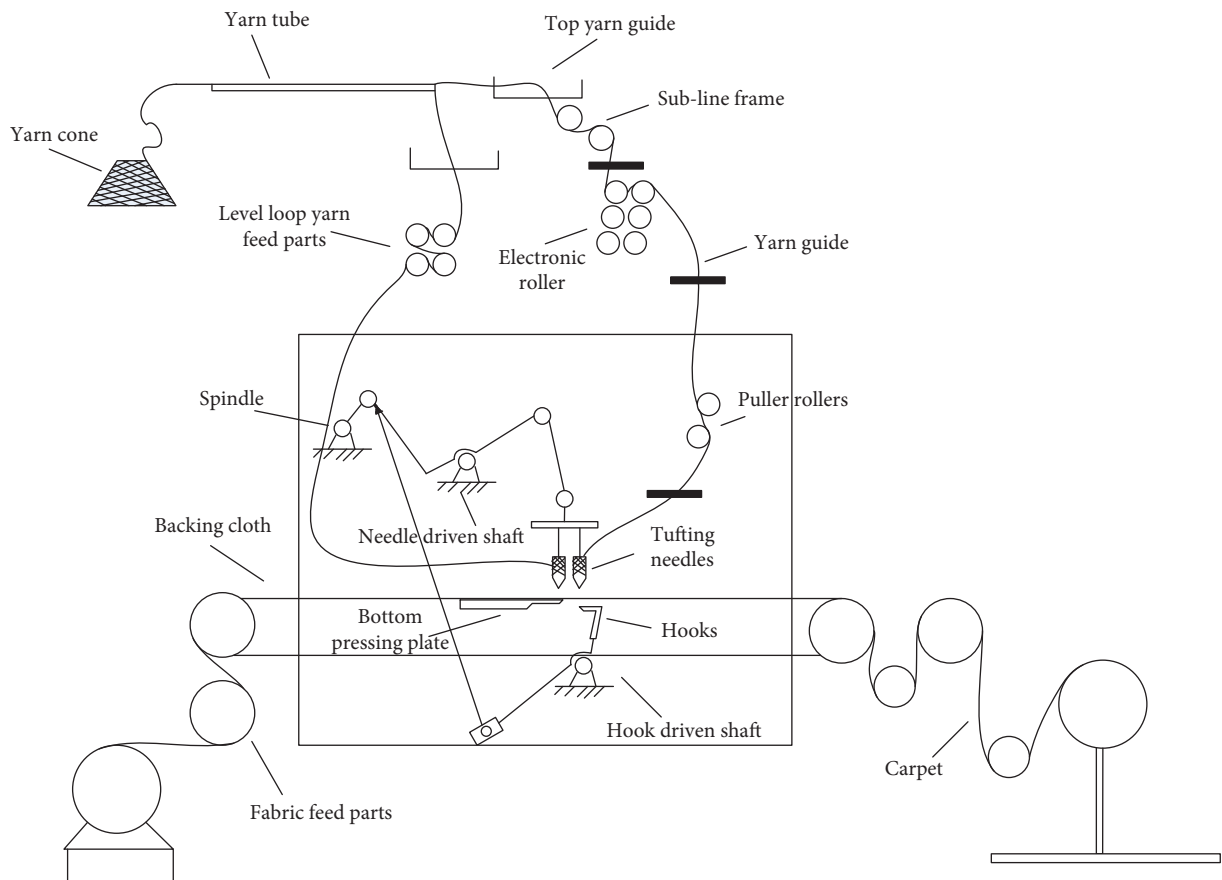 Yarn tube
Top yarn guide
Sub-line frame
Yarn cone
Level loop yarn
feed parts
Electronic
roller
Yarn guide
Spindle
Puller rollers
Backing cloth
Needle driven shaft
Tufting
needles
Bottom
pressing plate
Hooks
Hook driven shaft
Carpet
Fabric feed parts